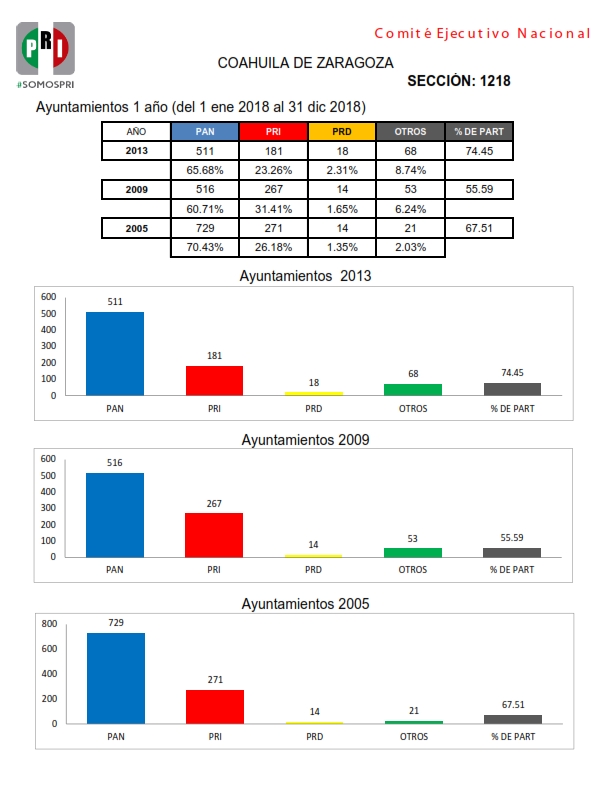 PRI
#SOMOSPRI
Comité Ejecutivo Nacional
COAHUILA DE ZARAGOZA
SECCIÓN: 1218
Ayuntamientos 1 año (del 1 ene 2018 al 31 dic 2018)
AÑO PAN PRI PRD OTROS % DE PART
2013 511 181 18 68 74.45
65.68% 23.26% 2.31% 8.74%
2009 516 267 14 53 55.59
60.71% 31.41% 1.65% 6.24%
2005 729 271 14 21 67.51
70.43% 26.18% 1.35% 2.03%
Ayuntamientos 2013
600
500
400
300
200
100
0
511 181 18 68 74.45
PAN PRI PRD OTROS % DE PART
Ayuntamientos 2009
600
500
400
300
200
100
0
516 267 14 53 55.59
PAN PRI PRD OTROS % DE PART
Ayuntamientos 2005
800
600
400
200
0
729 271 14 21 67.51
PAN PRI PRD OTROS % DE PART